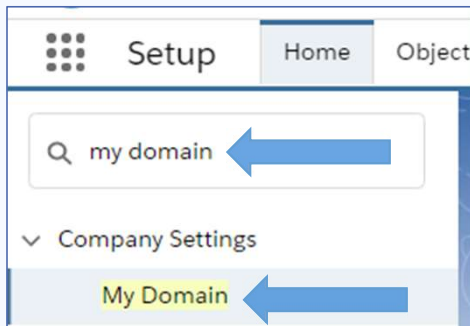 Setup Home Object
my domain
Company Settings
My Domain